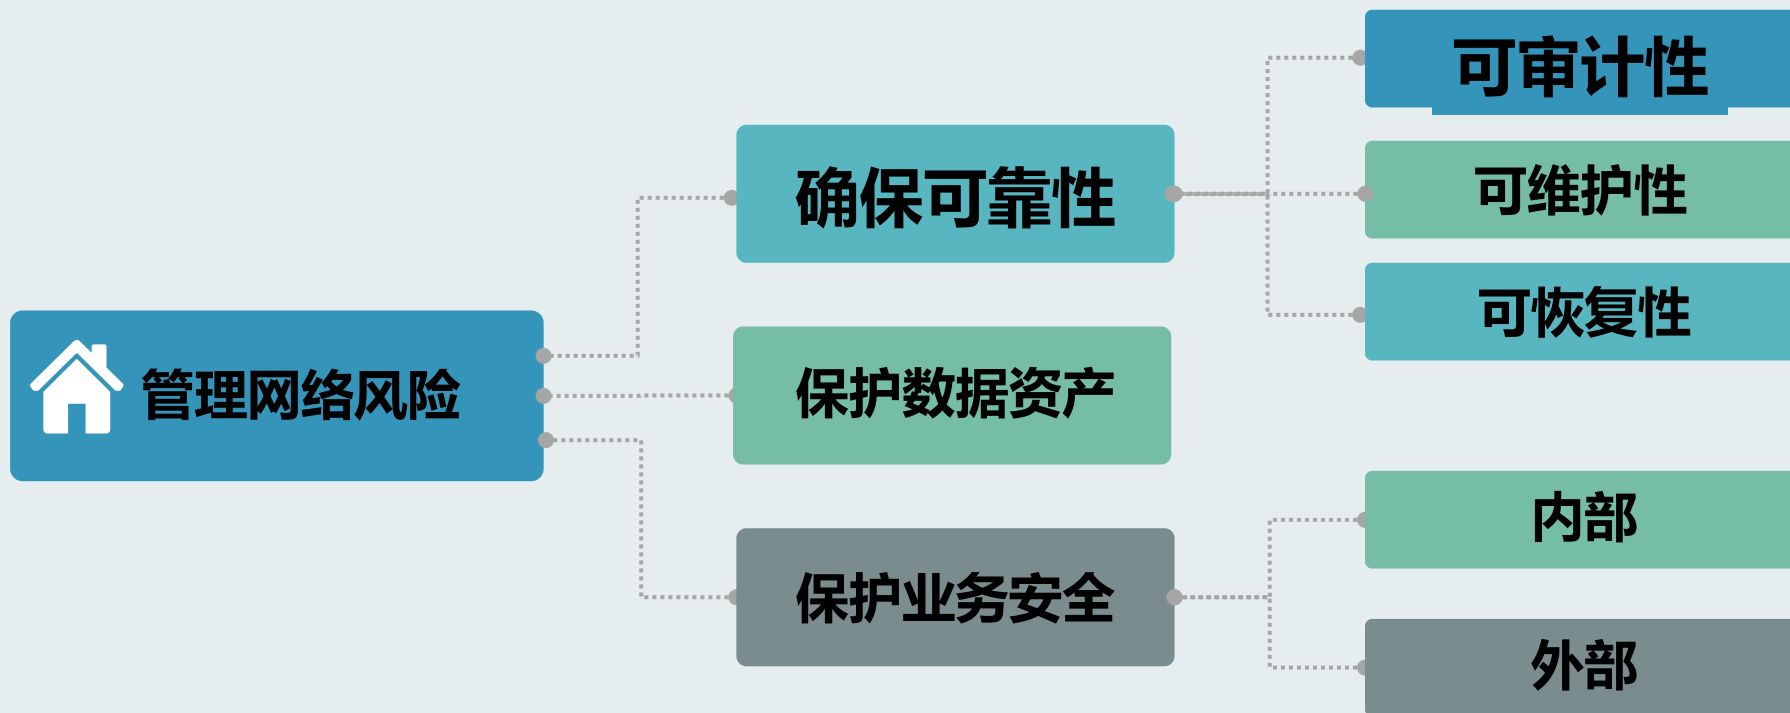 管理网络风险
确保可靠性
可审计性
可维护性
可恢复性
保护数据资产
保护业务安全
内部
外部